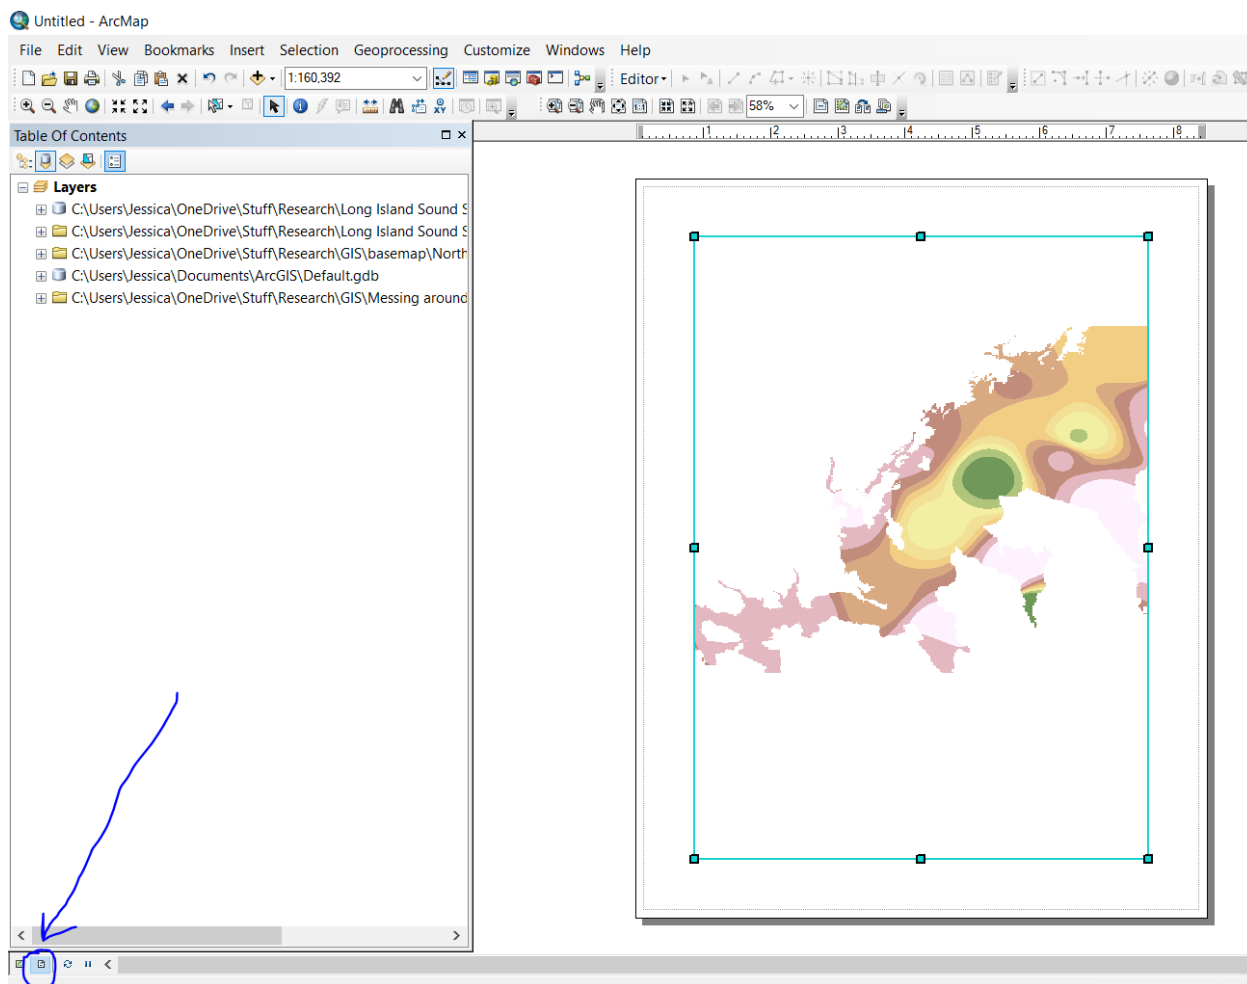 Untitled - ArcMap
File Edit View Bookmarks Insert Selection Geoprocessing Customize Windows Help
1:160,392 Editor
58%
Table Of Contents
1 2 3 4 5 6 7 8
Layers
C:\Users\Jessica\OneDrive\Stuff\Research\Long Island Sound S
C:\Users\Jessica\OneDrive\Stuff\Research\Long Island Sound S
C:\Users\Jessica\OneDrive\Stuff\Research\GIS\basemap\North
C:\Users\Jessica\Documents\ArcGIS\Default.gdb
C:\Users\Jessica\OneDrive\Stuff\Research\GIS\Messing around